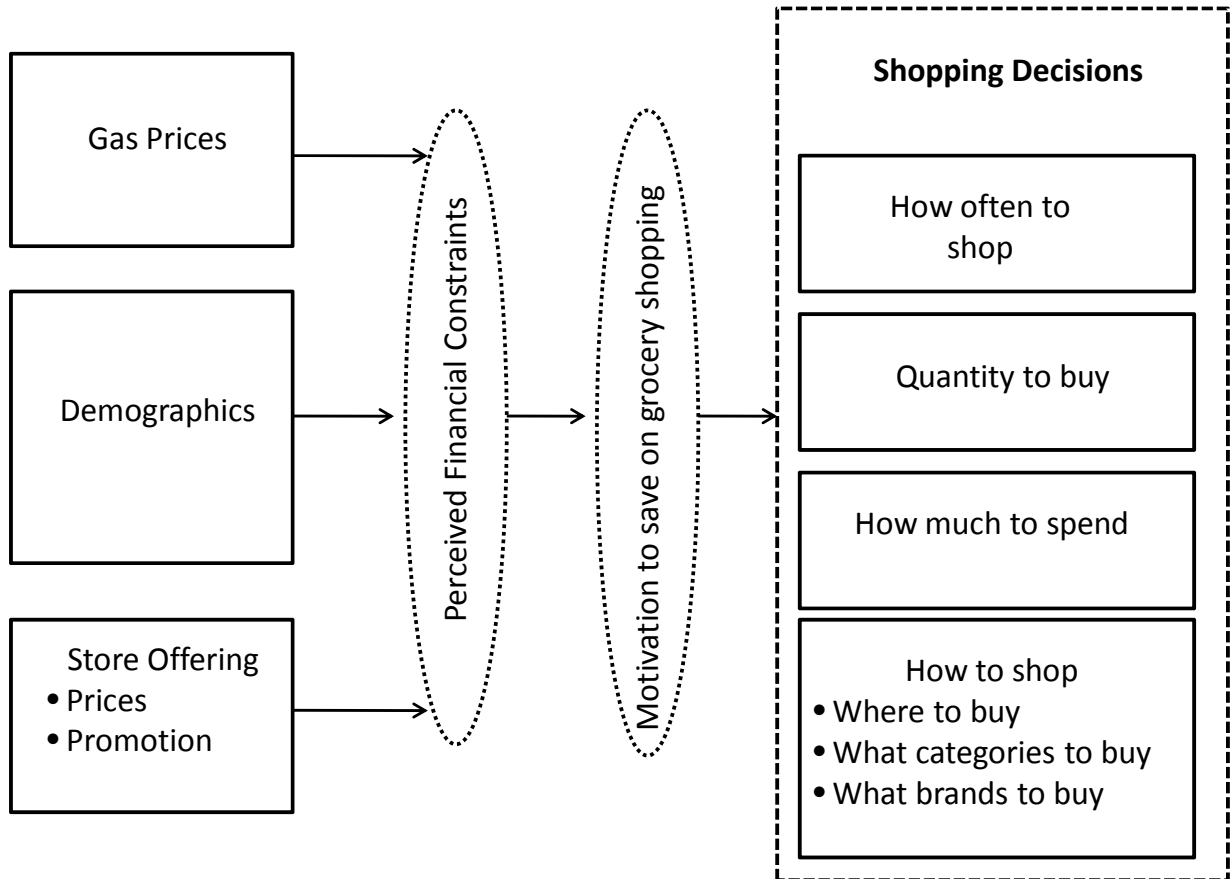 Gas Prices
Demographics
Store Offering
• Prices
• Promotion
Perceived Financial Constraints
Motivation to save on grocery shopping
Shopping Decisions
How often to
shop
Quantity to buy
How much to spend
How to shop
• Where to buy
• What categories to buy
• What brands to buy